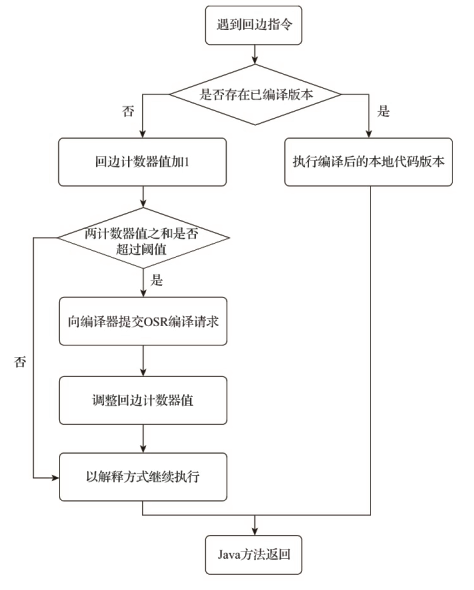 遇到回边指令
是否存在已编译版本
否
是
回边计数器值加1
执行编译后的本地代码版本
两计数器值之和是否
超过阈值
是
向编译器提交OSR编译请求
否
调整回边计数器值
以解释方式继续执行
Java方法返回